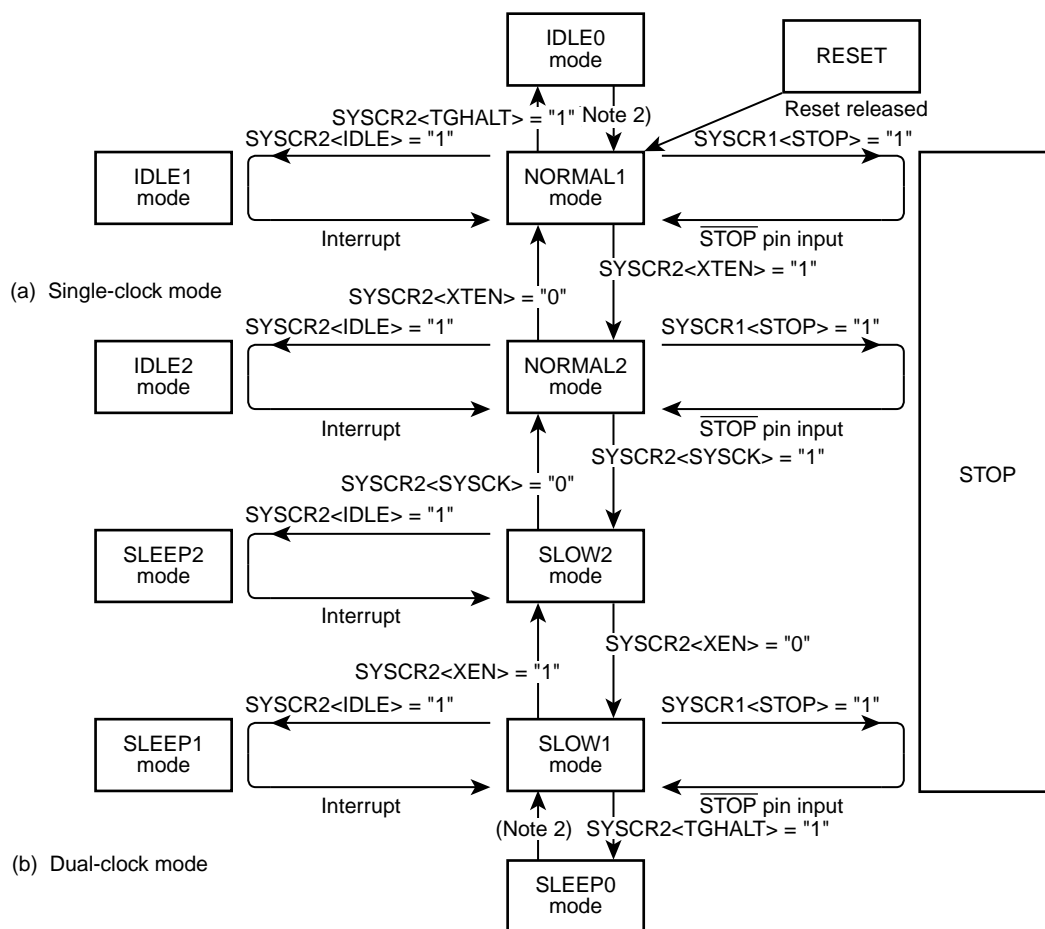 IDLE0
mode
RESET
Reset released
SYSCR2<TGHALT> = "1"
Note 2)
SYSCR2<IDLE> = "1"
SYSCR1<STOP> = "1"
IDLE1
mode
NORMAL1
mode
Interrupt
STOP pin input
SYSCR2<XTEN> = "1"
(a) Single-clock mode
SYSCR2<XTEN> = "0"
SYSCR2<IDLE> = "1"
SYSCR1<STOP> = "1"
IDLE2
mode
NORMAL2
mode
Interrupt
STOP pin input
SYSCR2<SYSCK> = "1"
SYSCR2<SYSCK> = "0"
STOP
SYSCR2<IDLE> = "1"
SLEEP2
mode
SLOW2
mode
Interrupt
SYSCR2<XEN> = "0"
SYSCR2<XEN> = "1"
SYSCR2<IDLE> = "1"
SYSCR1<STOP> = "1"
SLEEP1
mode
SLOW1
mode
Interrupt
STOP pin input
(Note 2)
SYSCR2<TGHALT> = "1"
(b) Dual-clock mode
SLEEP0
mode